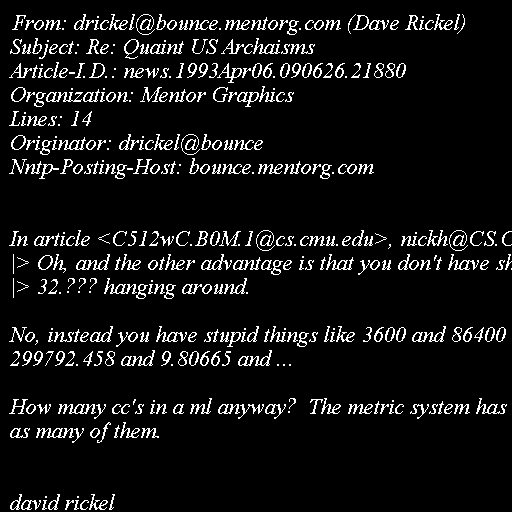 From: drickel@bounce.mentorg.com (Dave Rickel)
Subject: Re: Quaint US Archaisms
Article-I.D.: news.1993Apr06.090626.21880
Organization: Mentor Graphics
Lines: 14
Originator: drickel@bounce
Nntp-Posting-Host: bounce.mentorg.com
In article <C512wC.B0M.1@cs.cmu.edu>, nickh@CS.C
|> Oh, and the other advantage is that you don't have sh
|> 32.??? hanging around.
No, instead you have stupid things like 3600 and 86400
299792.458 and 9.80665 and ...
How many cc's in a ml anyway?  The metric system has
as many of them.
david rickel